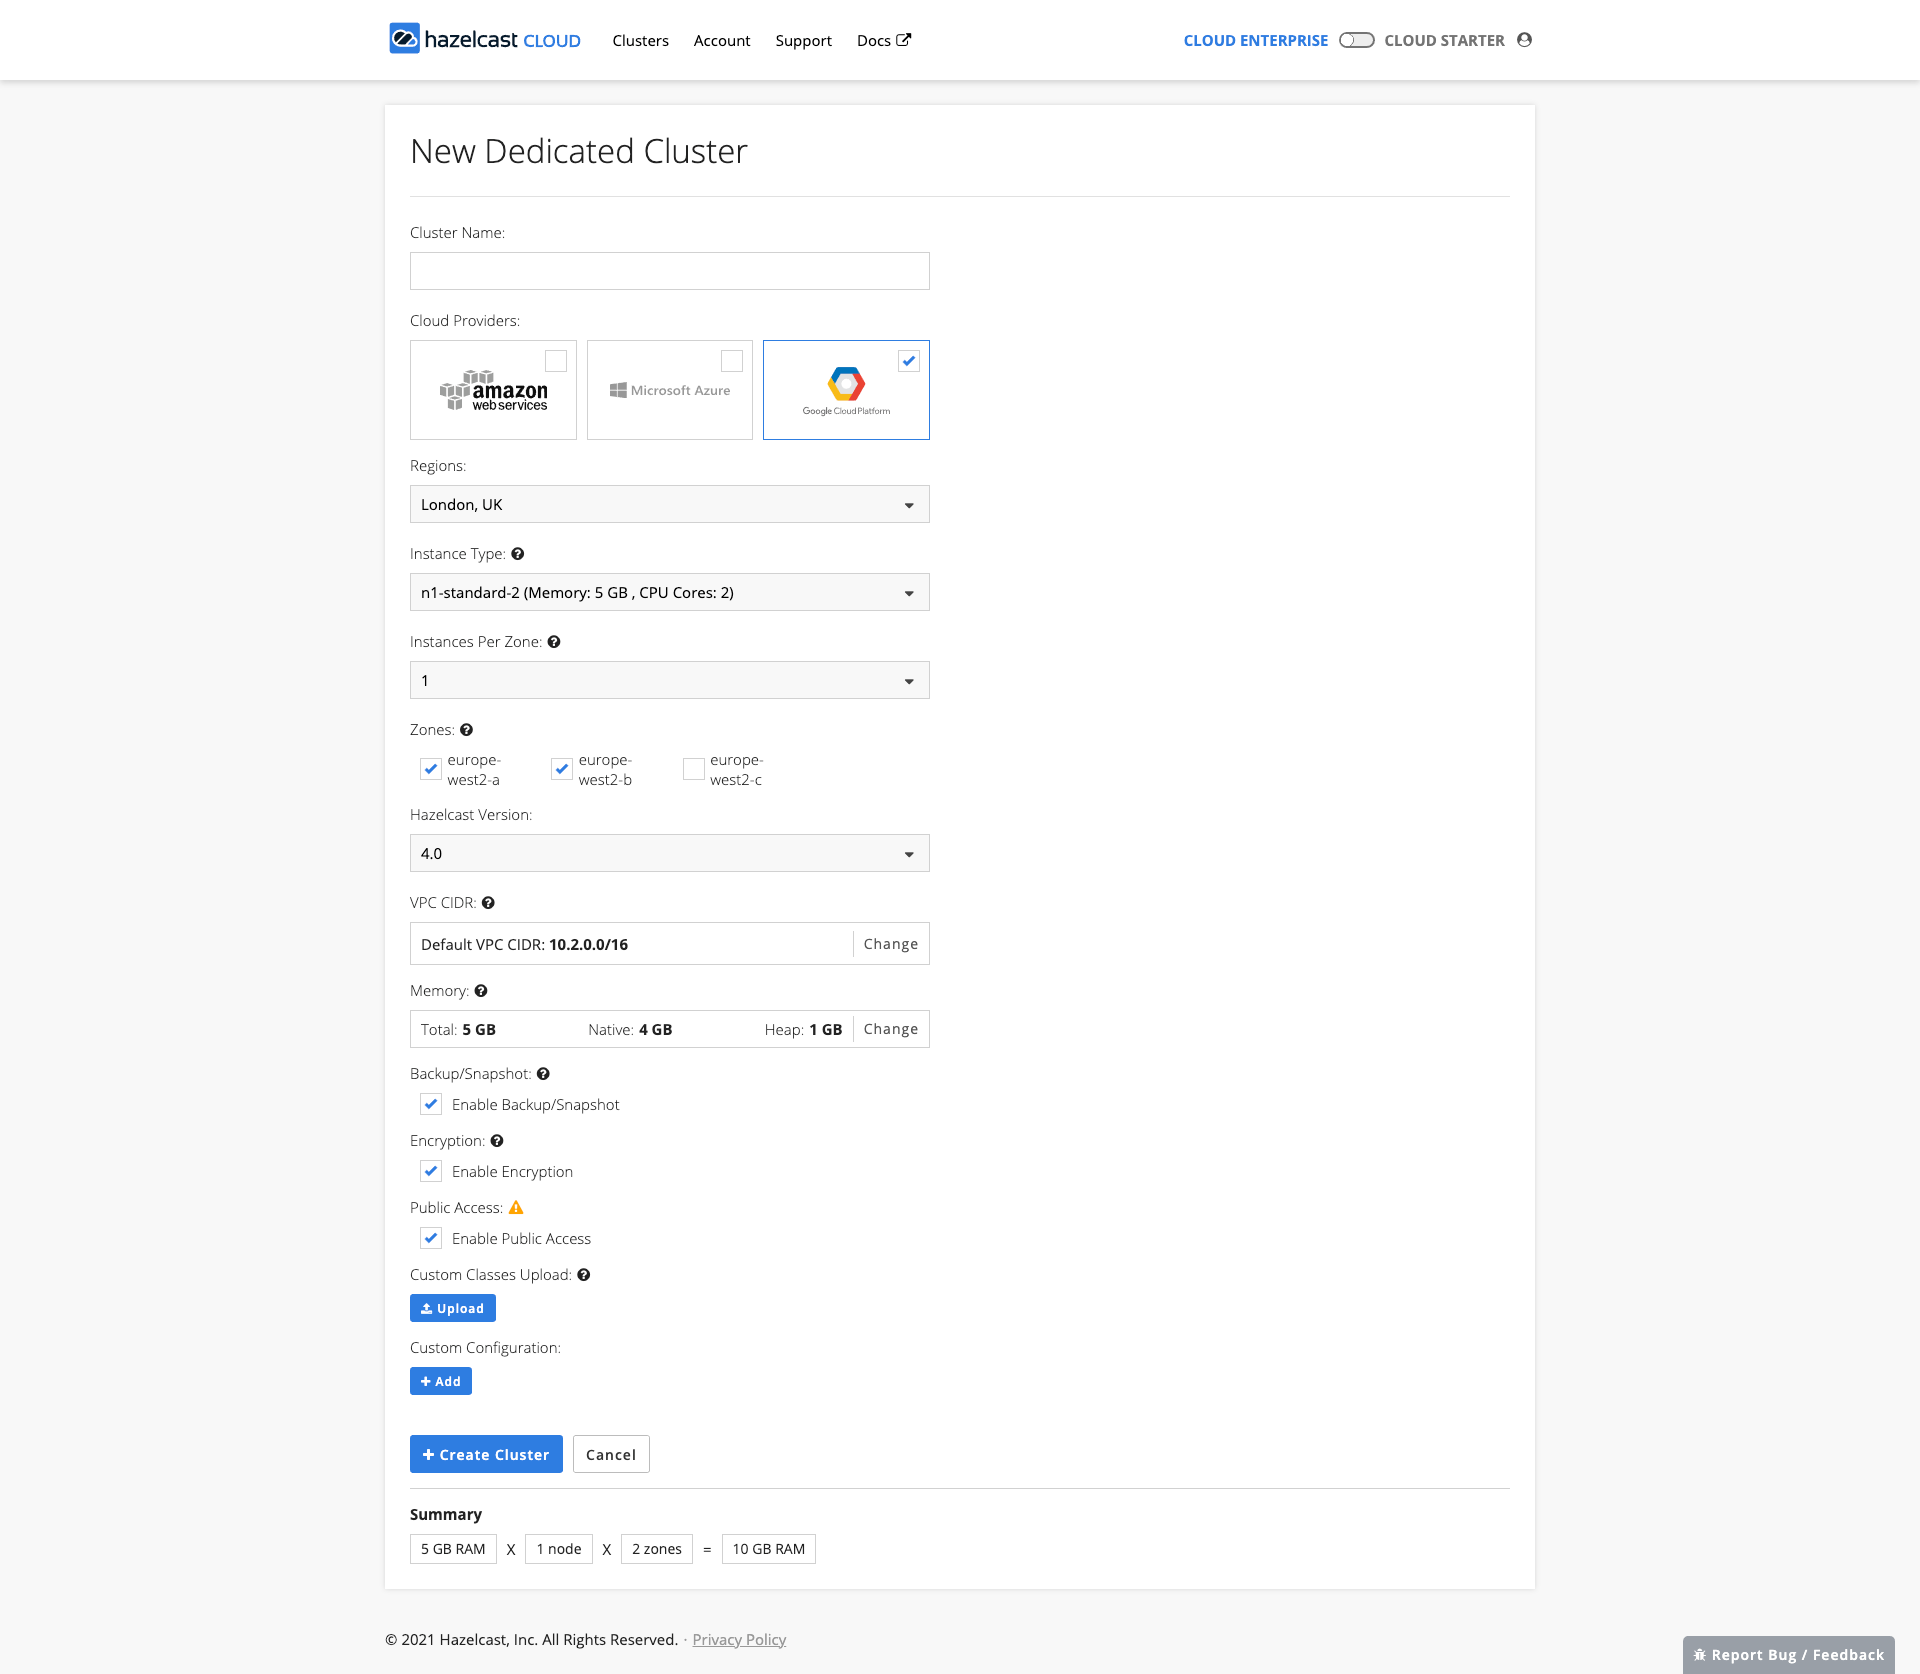 hazelcast CLOUD Clusters Account Support Docs CLOUD ENTERPRISE CLOUD STARTER
New Dedicated Cluster
Cluster Name:
Cloud Providers:
amazon
web services
Microsoft Azure
Google Cloud Platform
Regions:
London, UK
Instance Type:
n1-standard-2 (Memory: 5 GB , CPU Cores: 2)
Instances Per Zone:
1
Zones:
europe-west2-a
europe-west2-b
europe-west2-c
Hazelcast Version:
4.0
VPC CIDR:
Default VPC CIDR: 10.2.0.0/16 Change
Memory:
Total: 5 GB Native: 4 GB Heap: 1 GB Change
Backup/Snapshot:
Enable Backup/Snapshot
Encryption:
Enable Encryption
Public Access:
Enable Public Access
Custom Classes Upload:
Upload
Custom Configuration:
+ Add
+ Create Cluster Cancel
Summary
5 GB RAM X 1 node X 2 zones = 10 GB RAM
© 2021 Hazelcast, Inc. All Rights Reserved. · Privacy Policy
Report Bug / Feedback